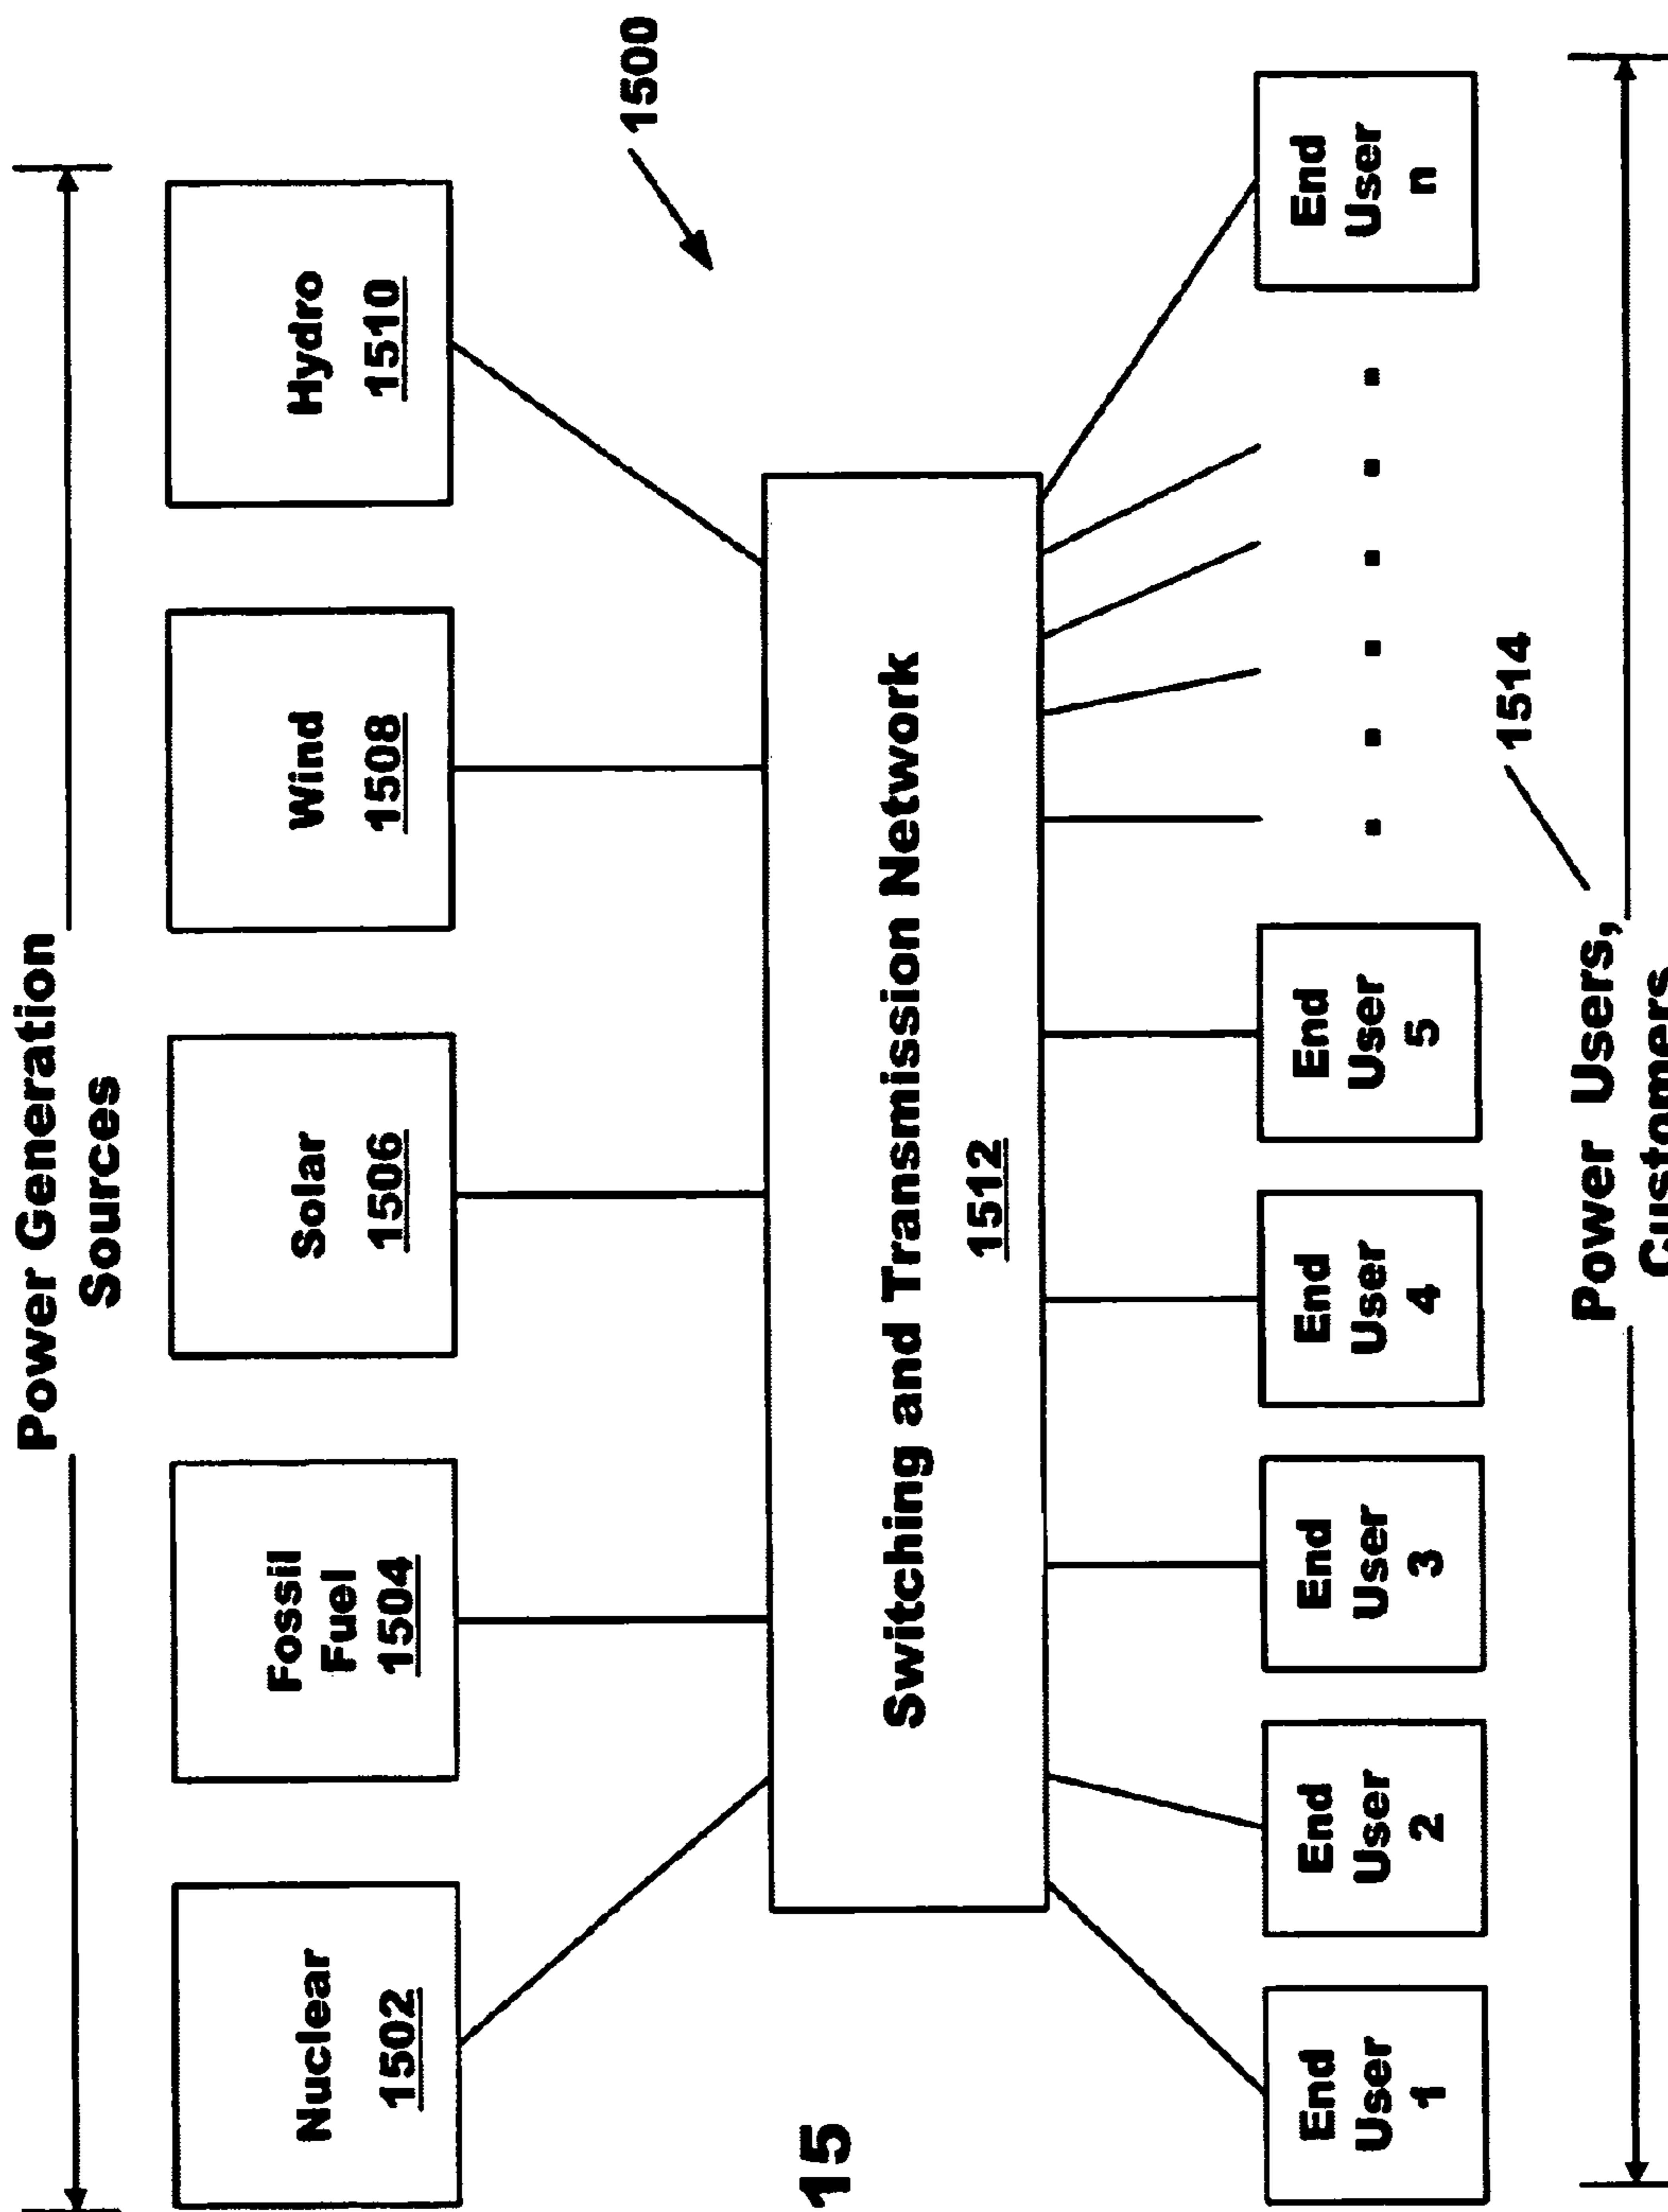 Power Generation
Sources
Nuclear
1502
Fossil
Fuel
1504
Solar
1506
Wind
1508
Hydro
1510
1500
Switching and Transmission Network
1512
15
End
User
1
End
User
2
End
User
3
End
User
4
End
User
5
End
User
n
1514
Power Users,
Customers